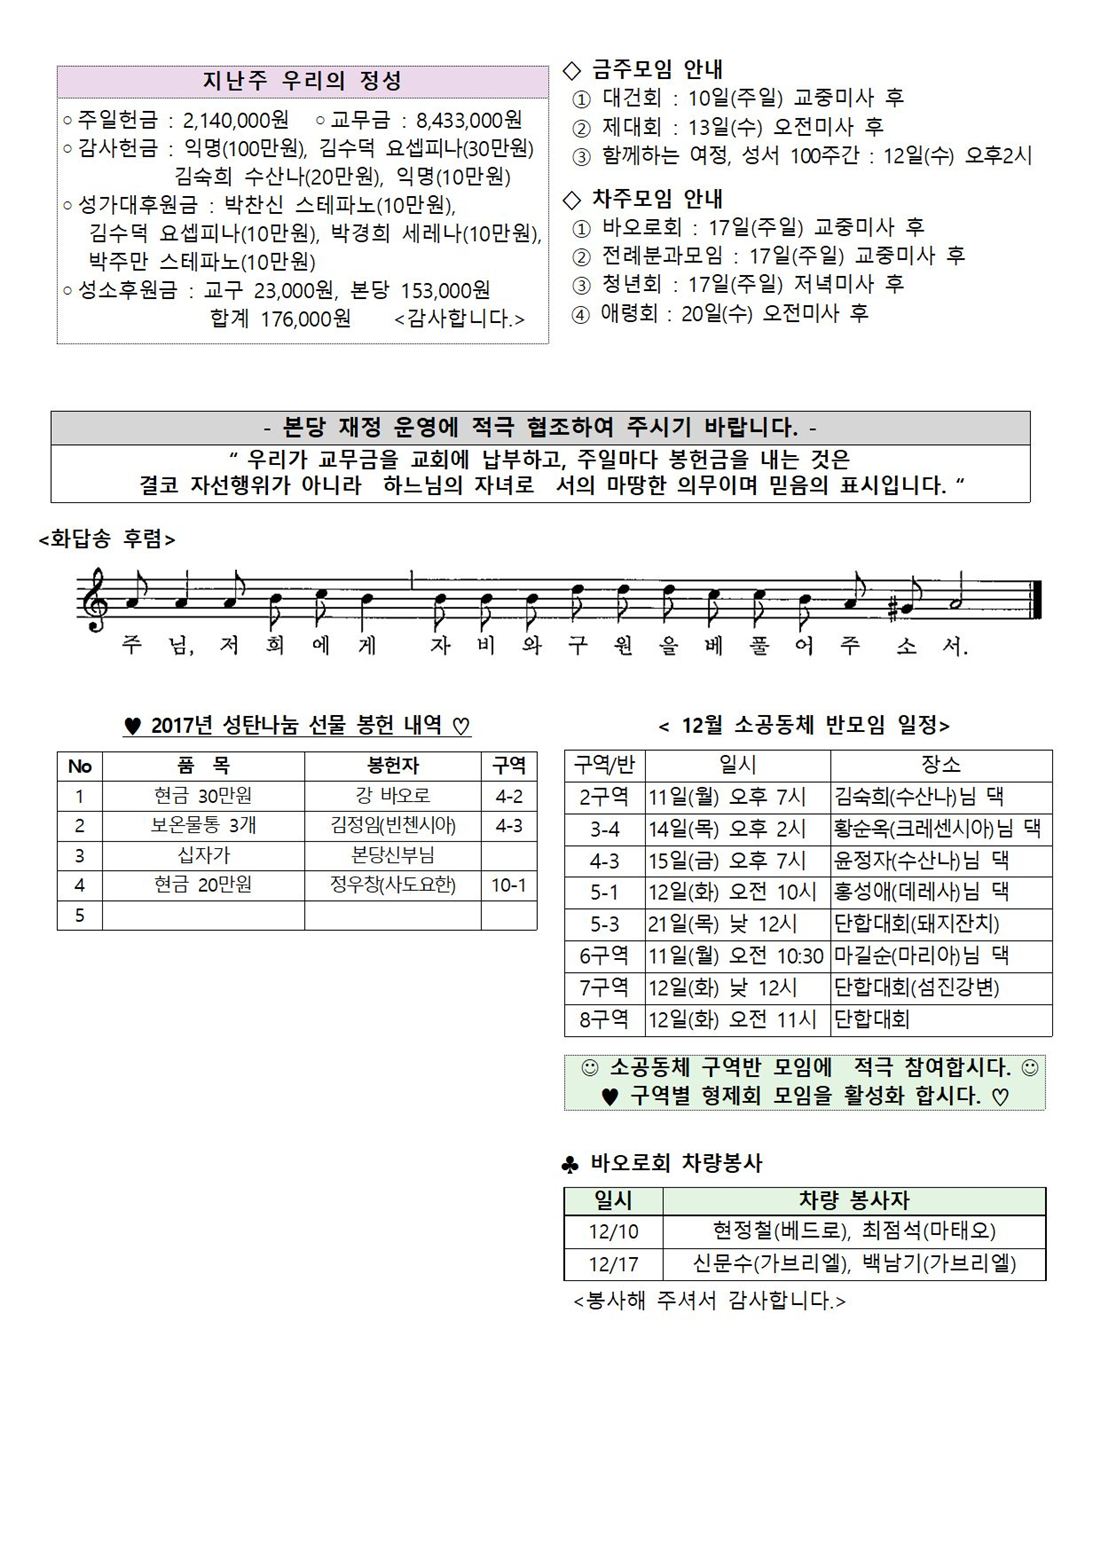 지난주 우리의 정성
○ 주일헌금 : 2,140,000원 ○ 교무금 : 8,433,000원
○ 감사헌금 : 익명(100만원), 김수덕 요셉피나(30만원)
김숙희 수산나(20만원), 익명(10만원)
○ 성가대후원금 : 박찬신 스테파노(10만원),
김수덕 요셉피나(10만원), 박경희 세레나(10만원),
박주만 스테파노(10만원)
○ 성소후원금 : 교구 23,000원, 본당 153,000원
합계 176,000원 <감사합니다.>
◇ 금주모임 안내
① 대건회 : 10일(주일) 교중미사 후
② 제대회 : 13일(수) 오전미사 후
③ 함께하는 여정, 성서 100주간 : 12일(수) 오후2시
◇ 차주모임 안내
① 바오로회 : 17일(주일) 교중미사 후
② 전례분과모임 : 17일(주일) 교중미사 후
③ 청년회 : 17일(주일) 저녁미사 후
④ 애령회 : 20일(수) 오전미사 후
- 본당 재정 운영에 적극 협조하여 주시기 바랍니다. -
“ 우리가 교무금을 교회에 납부하고, 주일마다 봉헌금을 내는 것은
결코 자선행위가 아니라 하느님의 자녀로 서의 마땅한 의무이며 믿음의 표시입니다. “
<화답송 후렴>
주 님, 저 희 에 게 자 비 와 구 원 을 베 풀 어 주 소 서.
♥ 2017년 성탄나눔 선물 봉헌 내역 ♡
No 품 목 봉헌자 구역
1 현금 30만원 강 바오로 4-2
2 보온물통 3개 김정임(빈첸시아) 4-3
3 십자가 본당신부님
4 현금 20만원 정우창(사도요한) 10-1
5
< 12월 소공동체 반모임 일정>
구역/반 일시 장소
2구역 11일(월) 오후 7시 김숙희(수산나)님 댁
3-4 14일(목) 오후 2시 황순옥(크레센시아)님 댁
4-3 15일(금) 오후 7시 윤정자(수산나)님 댁
5-1 12일(화) 오전 10시 홍성애(데레사)님 댁
5-3 21일(목) 낮 12시 단합대회(돼지잔치)
6구역 11일(월) 오전 10:30 마길순(마리아)님 댁
7구역 12일(화) 낮 12시 단합대회(섬진강변)
8구역 12일(화) 오전 11시 단합대회
☺ 소공동체 구역반 모임에 적극 참여합시다. ☺
♥ 구역별 형제회 모임을 활성화 합시다. ♡
♣ 바오로회 차량봉사
일시 차량 봉사자
12/10 현정철(베드로), 최점석(마태오)
12/17 신문수(가브리엘), 백남기(가브리엘)
<봉사해 주셔서 감사합니다.>